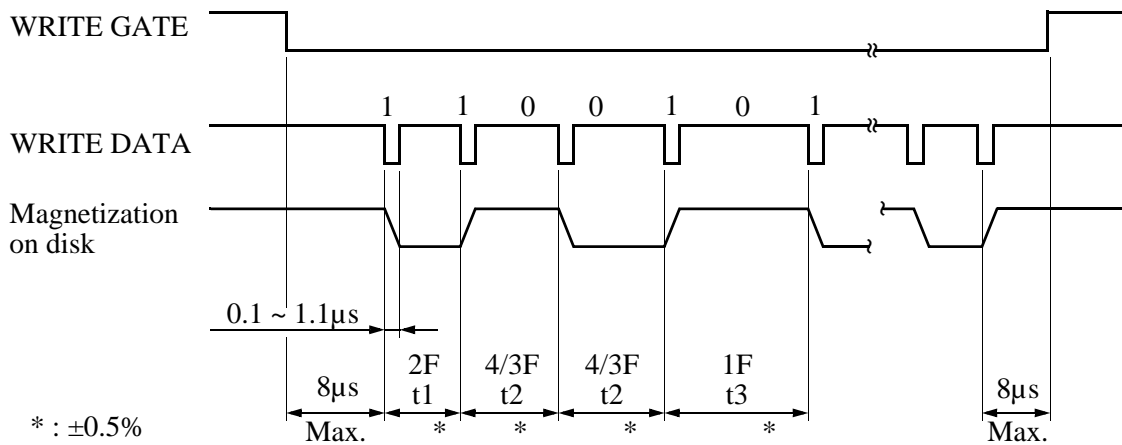 WRITE GATE
1 1 0 0 1 0 1
WRITE DATA
Magnetization
on disk
0.1 ~ 1.1µs
2F 4/3F 4/3F 1F
8µs t1 t2 t2 t3 8µs
* : ±0.5% Max. * * * * Max.